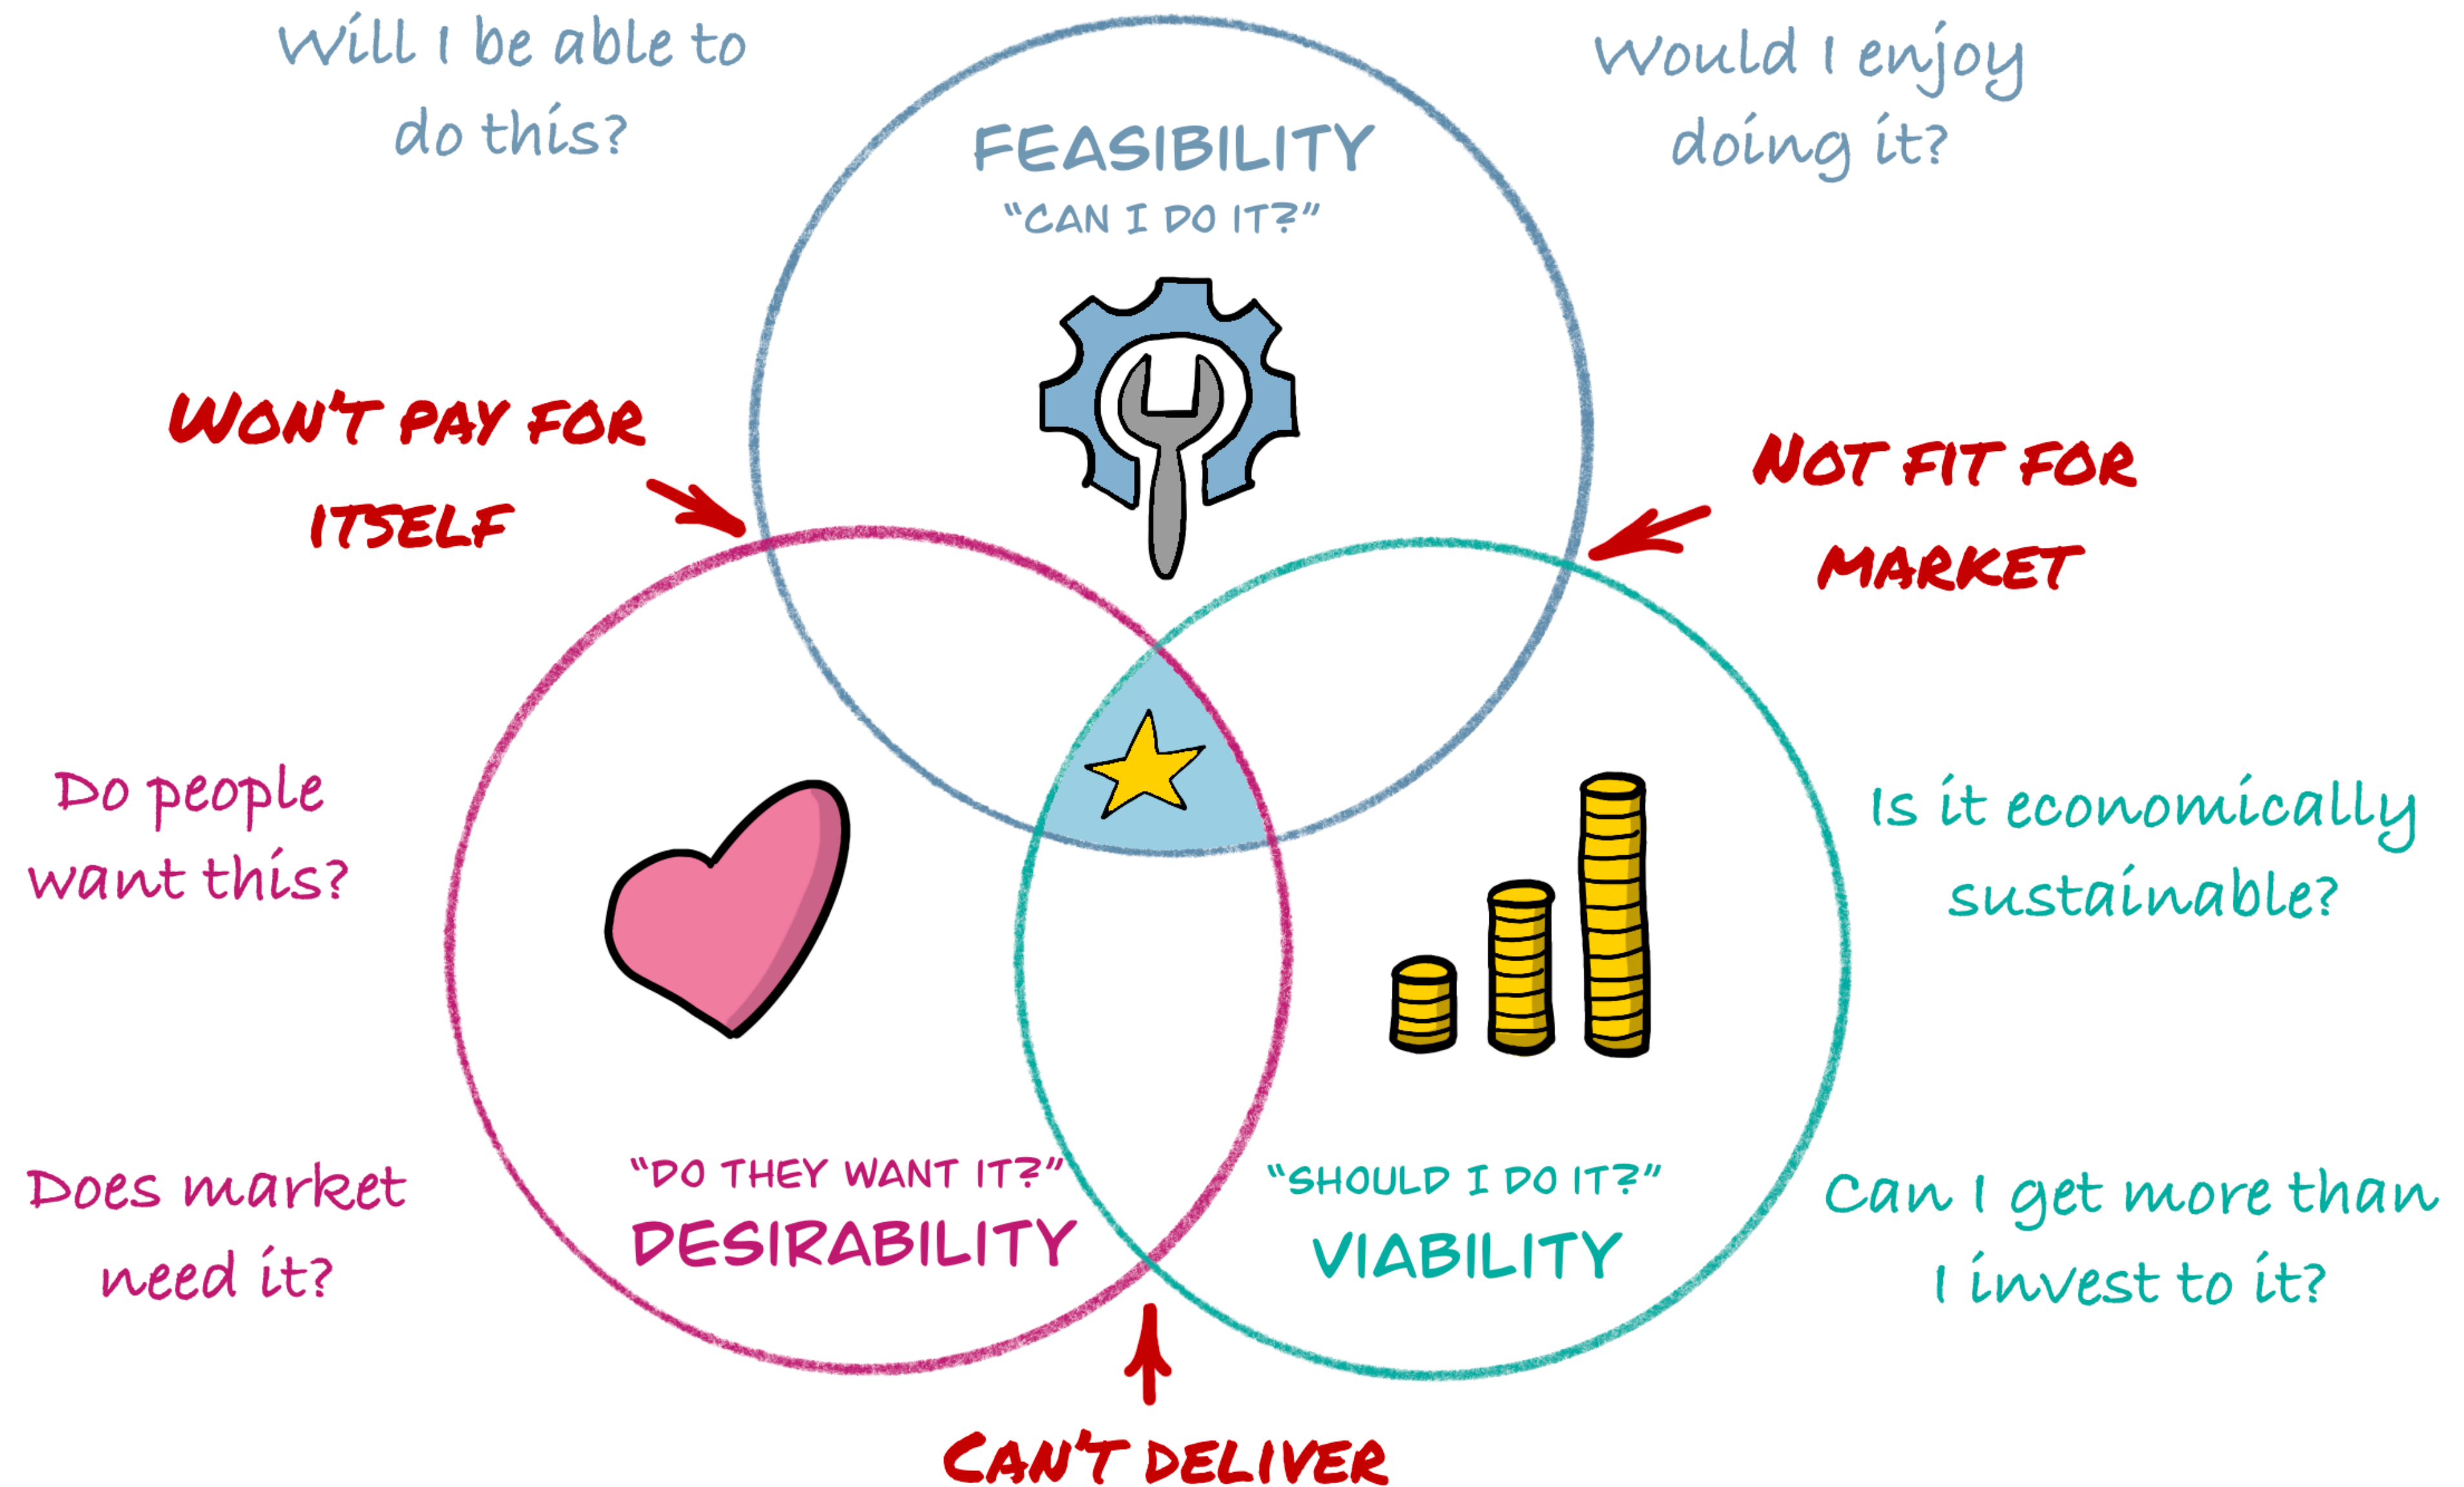 Will I be able to
do this?
Would I enjoy
doing it?
FEASIBILITY
"CAN I DO IT?"
WON'T PAY FOR
ITSELF
NOT FIT FOR
MARKET
Do people
want this?
Is it economically
sustainable?
Does market
need it?
"DO THEY WANT IT?"
DESIRABILITY
"SHOULD I DO IT?"
VIABILITY
Can I get more than
I invest to it?
CAN'T DELIVER